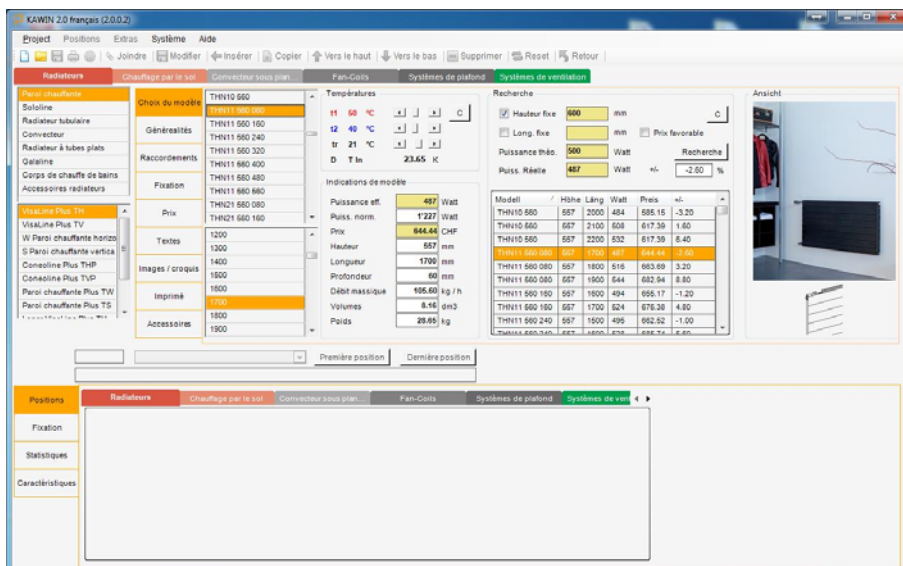 KAWIN 2.0 français (2.0.0.2)
Project Positions Extras Système Aide
Joindre Modifier Insérer Copier Vers le haut Vers le bas Supprimer Reset Retour
Radiateurs Chauffage par le sol Convecteur sous plan... Fan-Coils Systèmes de plafond Systèmes de ventilation
Paroi chauffante
Sololine
Radiateur tubulaire
Convecteur
Radiateur à tubes plats
Galaline
Corps de chauffe de bains
Accessoires radiateurs
VisaLine Plus TH
VisaLine Plus TV
W Paroi chauffante horizo
S Paroi chauffante vertica
Coneoline Plus THP
Coneoline Plus TVP
Paroi chauffante Plus TW
Paroi chauffante Plus TS
Choix du modèle
Générealités
Raccordements
Fixation
Prix
Textes
Images / croquis
Imprimé
Accessoires
THN10 560
THN11 560 080
THN11 560 160
THN11 560 240
THN11 560 320
THN11 560 400
THN11 560 480
THN11 560 560
THN21 560 080
THN21 560 160
1200
1300
1400
1500
1600
1700
1800
1900
Températures
t1 50 °C C
t2 40 °C
tr 21 °C
D T ln 23.65 K
Indications de modèle
Puissance eff. 487 Watt
Puiss. norm. 1'227 Watt
Prix 644.44 CHF
Hauteur 557 mm
Longueur 1700 mm
Profondeur 60 mm
Débit massique 105.60 kg / h
Volumes 8.16 dm3
Poids 28.65 kg
Recherche
Hauteur fixe 600 mm C
Long. fixe mm Prix favorable
Puissance théo. 500 Watt Recherche
Puiss. Réelle 487 Watt +/- -2.60 %
Modell Höhe Läng Watt Preis +/-
THN10 560 557 2000 484 585.15 -3.20
THN10 560 557 2100 508 617.39 1.60
THN10 560 557 2200 532 617.39 6.40
THN11 560 080 557 1700 487 644.44 -2.60
THN11 560 080 557 1800 516 663.69 3.20
THN11 560 080 557 1900 544 682.94 8.80
THN11 560 160 557 1600 494 655.17 -1.20
THN11 560 160 557 1700 524 676.38 4.80
THN11 560 240 557 1500 495 662.52 -1.00
Ansicht
Première position Dernière position
Positions
Fixation
Statistiques
Caractèristiques
Radiateurs Chauffage par le sol Convecteur sous plan... Fan-Coils Systèmes de plafond Systèmes de vent